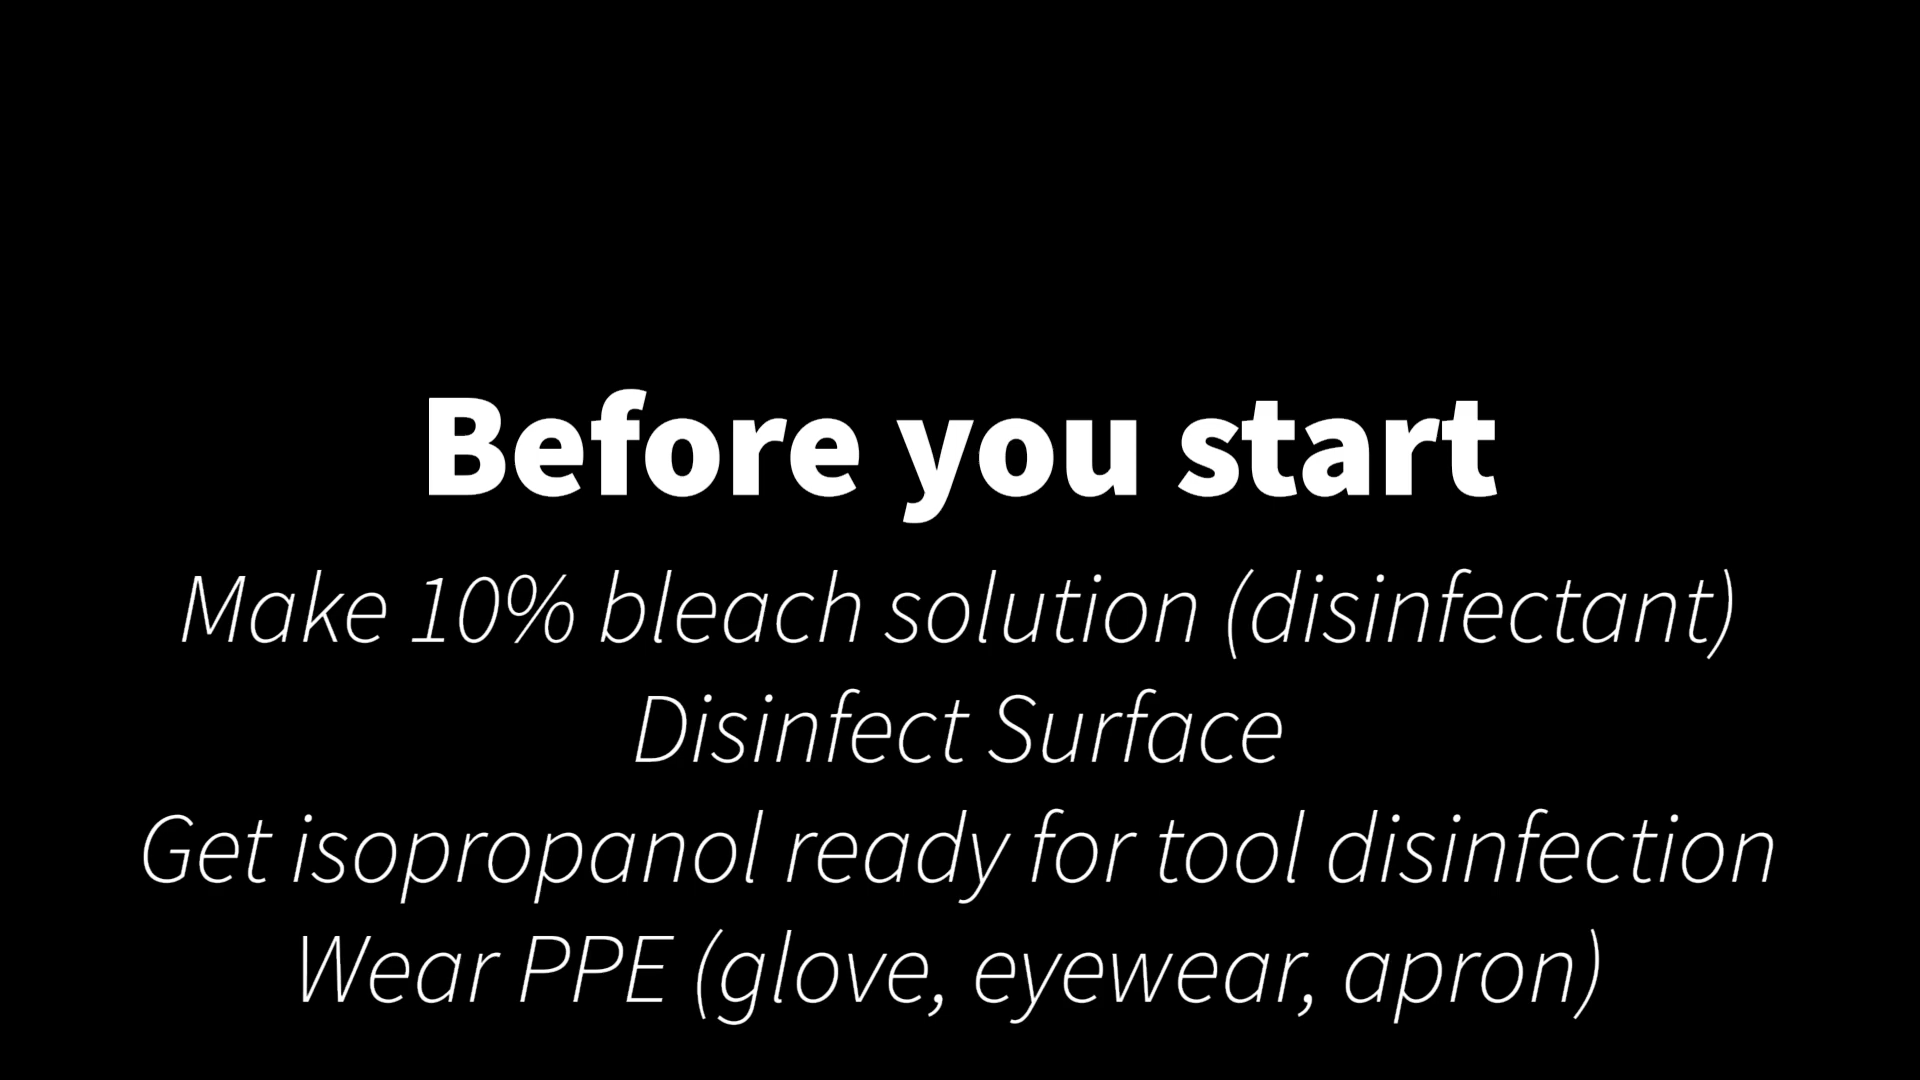 Before you start
Make 10% bleach solution (disinfectant)
Disinfect Surface
Get isopropanol ready for tool disinfection
Wear PPE (glove, eyewear, apron)